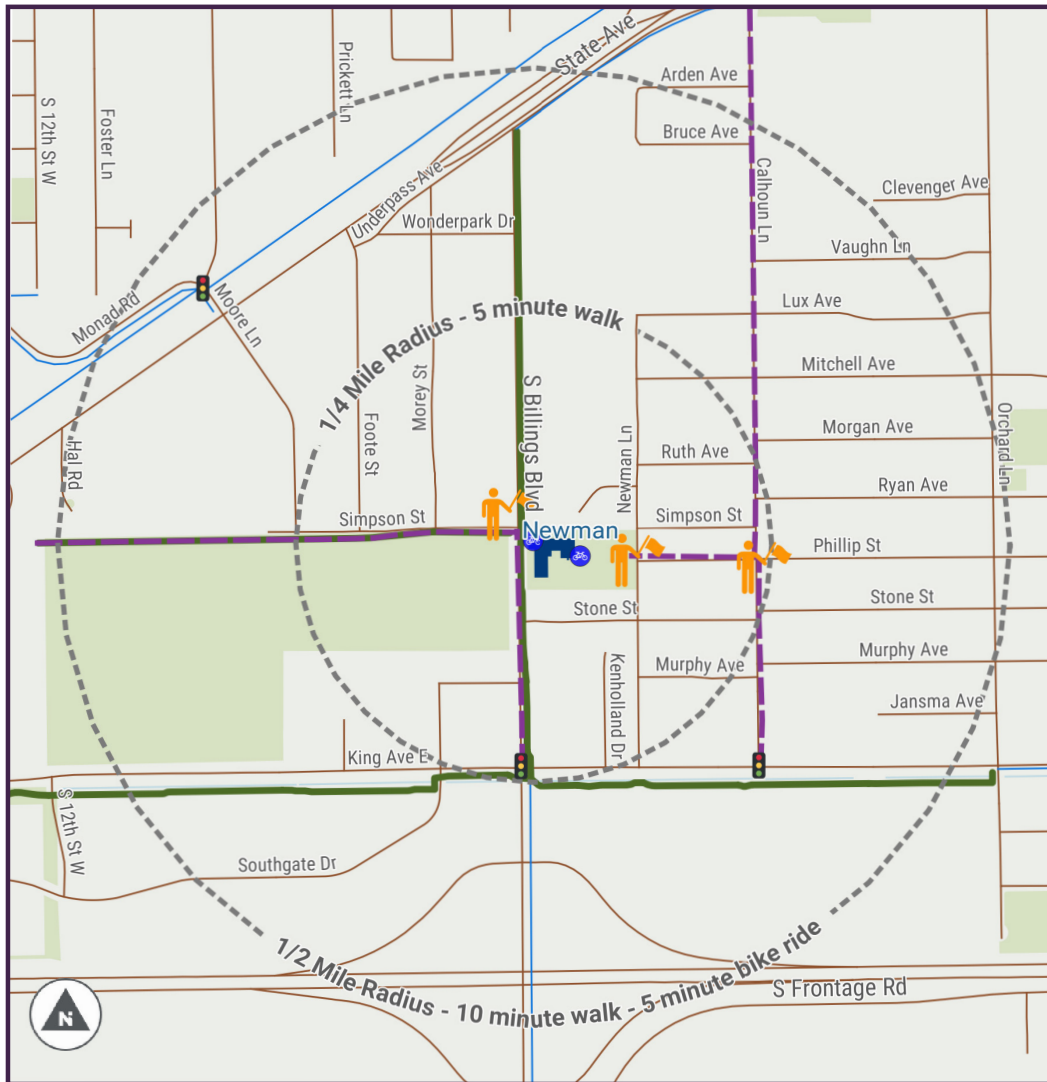 State Ave
Arden Ave
Prickett Ln
S 12th St W
Foster Ln
Bruce Ave
Calhoun Ln
Clevenger Ave
Underpass Ave
Wonderpark Dr
Vaughn Ln
Monad Rd
Moore Ln
Lux Ave
1/4 Mile Radius - 5 minute walk
Mitchell Ave
Morey St
S Billings Blvd
Foote St
Morgan Ave
Orchard Ln
Hal Rd
Newman Ln
Ruth Ave
Ryan Ave
Simpson St
Simpson St
Newman
Phillip St
Stone St
Stone St
Kenholland Dr
Murphy Ave
Murphy Ave
Jansma Ave
King Ave E
S 12th St W
Southgate Dr
1/2 Mile Radius - 10 minute walk - 5 minute bike ride
S Frontage Rd
N